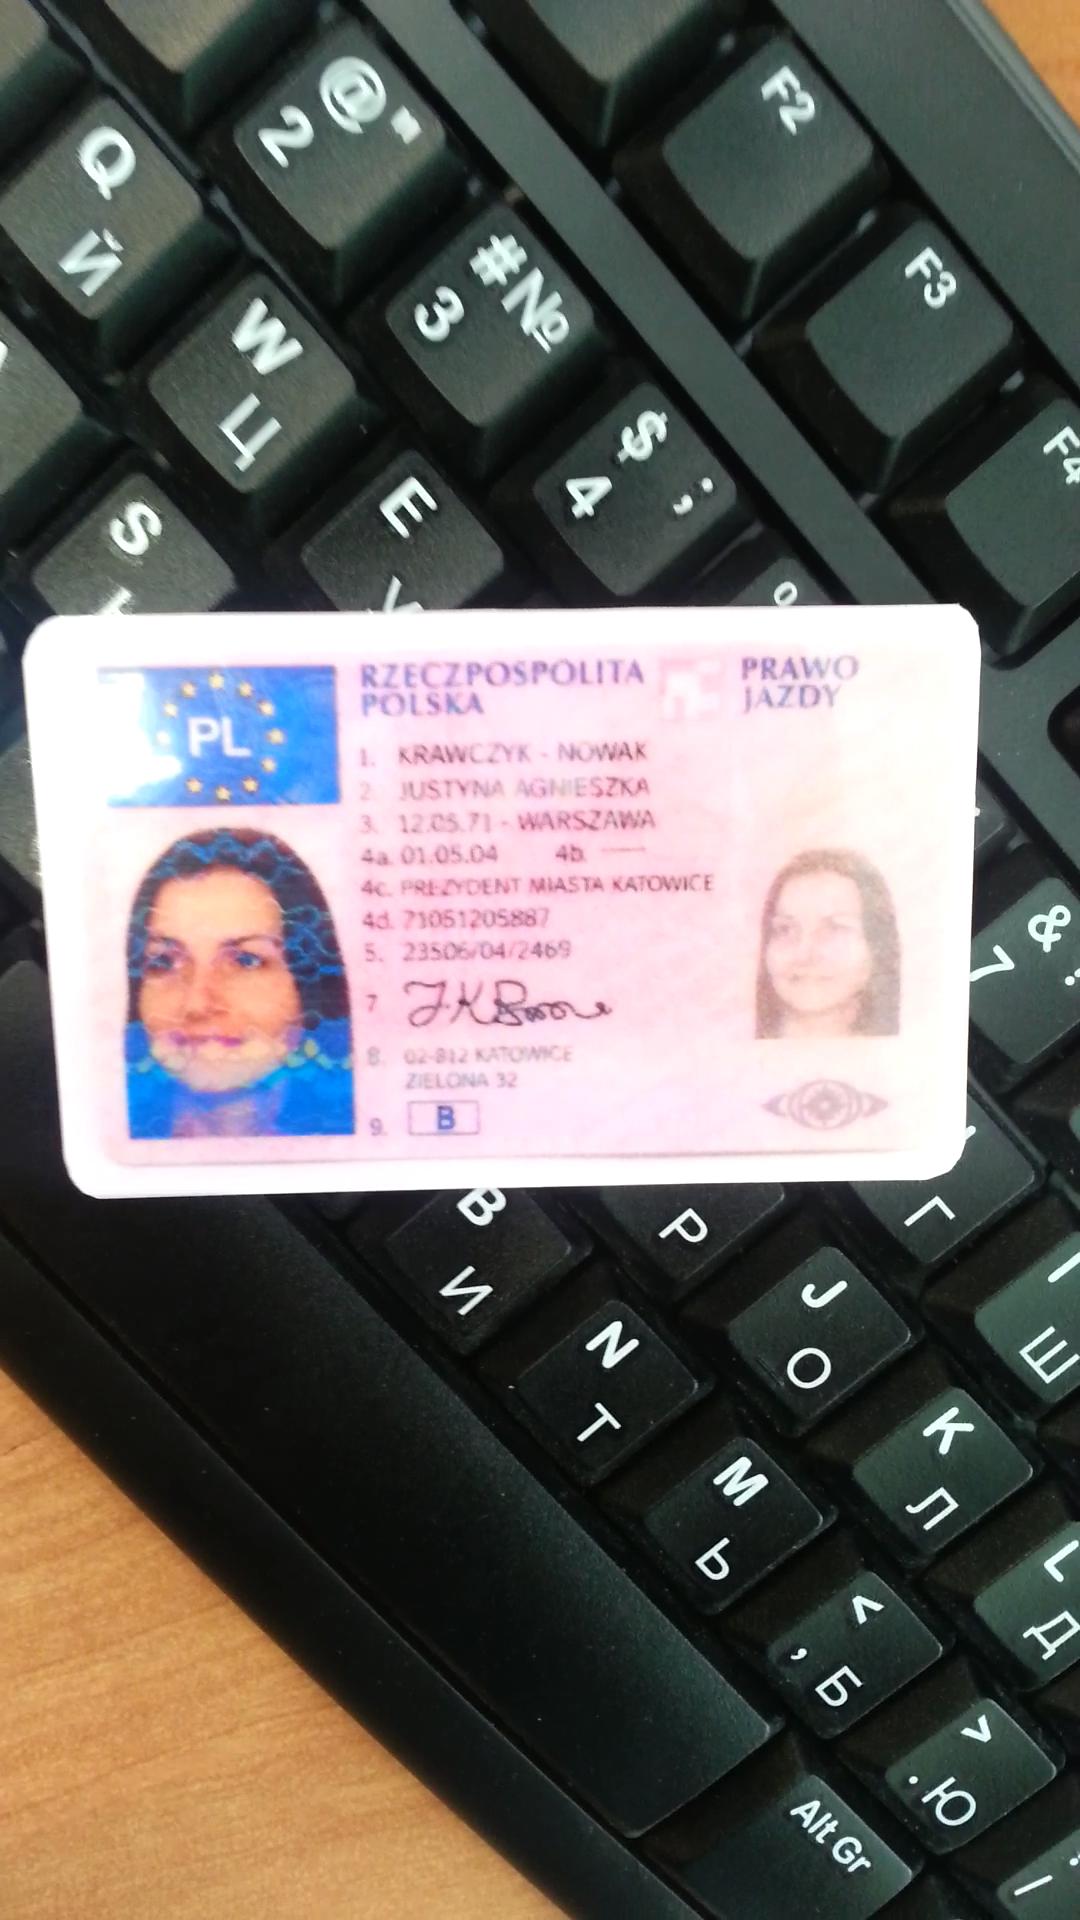 F2
@ "
2
Q
Й
F3
# №
3
W
Ц
F4
$ ;
4
E
S
PL
RZECZPOSPOLITA POLSKA
PRAWO JAZDY
1. KRAWCZYK - NOWAK
2. JUSTYNA AGNIESZKA
3. 12.05.71 - WARSZAWA
4a. 01.05.04 4b. —
4c. PREZYDENT MIASTA KATOWICE
4d. 71051205887
5. 23506/04/2469
7
8. 02-812 KATOWICE
ZIELONA 32
9. B
&
7
B
И
Р
Г
J
О
Ш
N
Т
K
Л
M
Ь
L
Д
<
, Б
>
. Ю
Alt Gr
/